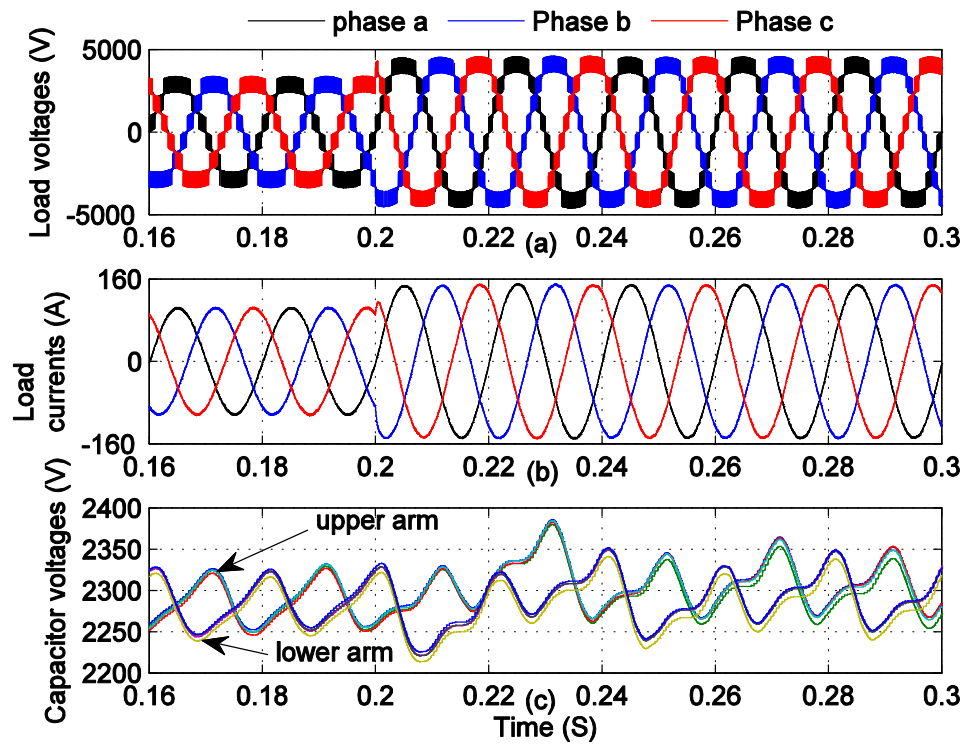 phase a Phase b Phase c
Load voltages (V)
5000
0
-5000
0.16 0.18 0.2 0.22 0.24 0.26 0.28 0.3
(a)
Load
currents (A)
160
0
-160
0.16 0.18 0.2 0.22 0.24 0.26 0.28 0.3
(b)
Capacitor voltages (V)
2400
2350
2300
2250
2200
upper arm
lower arm
0.16 0.18 0.2 0.22 0.24 0.26 0.28 0.3
(c)
Time (S)